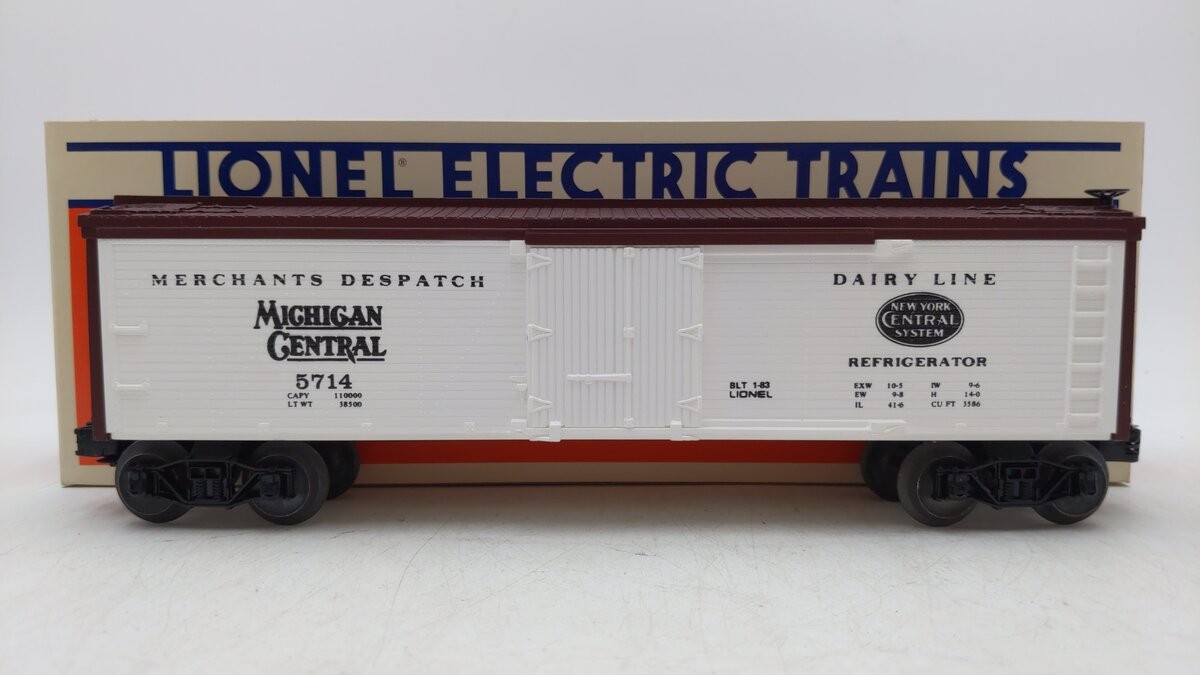 LIONEL® ELECTRIC TRAINS
MERCHANTS DESPATCH
MICHIGAN
CENTRAL
5714
CAPY 110000
LT WT 58500
DAIRY LINE
NEW YORK
CENTRAL
SYSTEM
REFRIGERATOR
BLT 1-83
LIONEL
EXW 10-5 IW 9-6
EW 9-8 H 14-0
IL 41-6 CU FT 3586